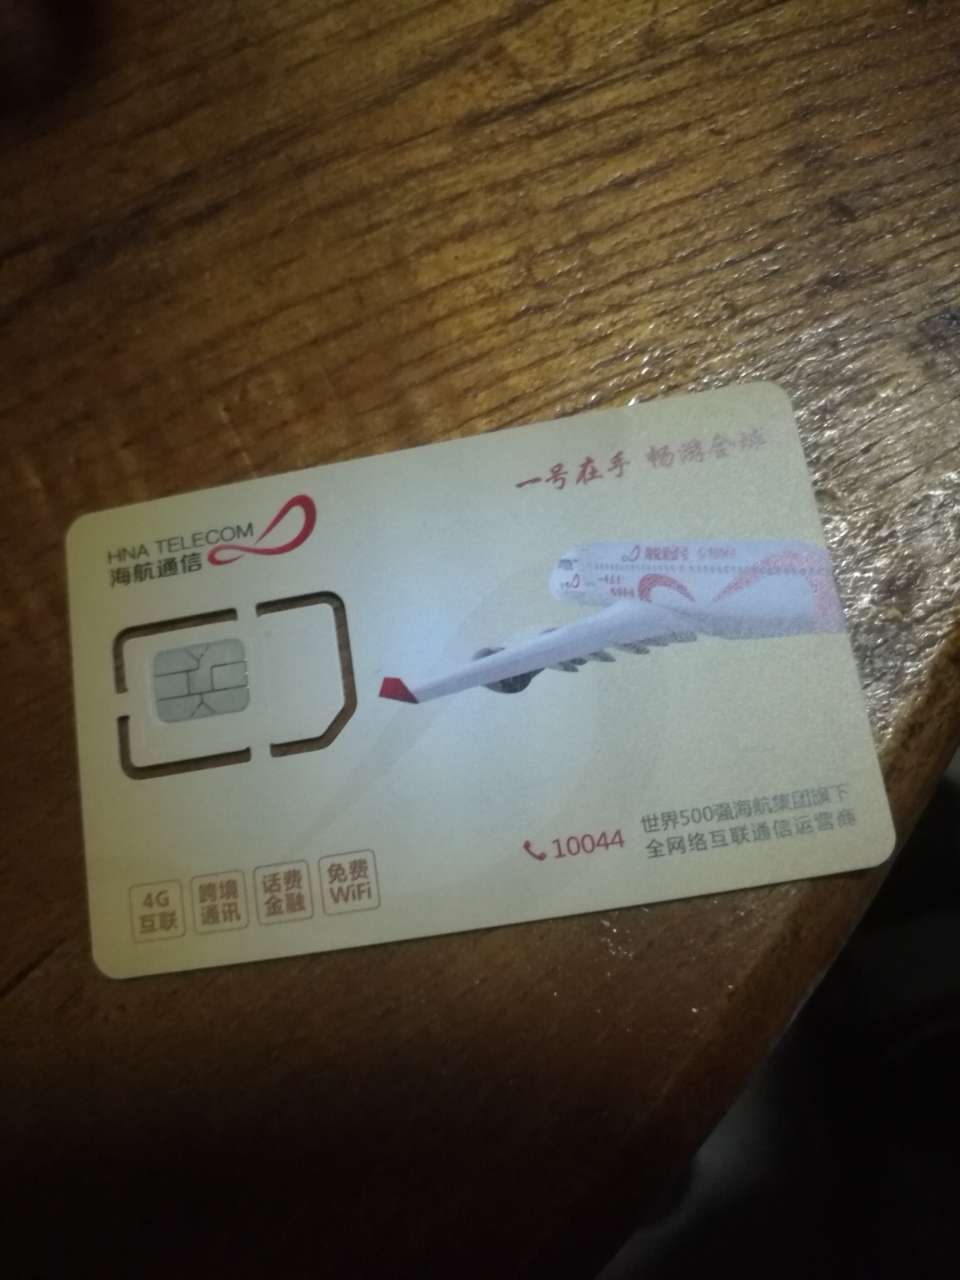 一号在手 畅游全球
HNA TELECOM
海航通信
世界500强海航集团旗下
10044
全网络互联通信运营商
4G
互联
跨境
通讯
话费
金融
免费
WiFi